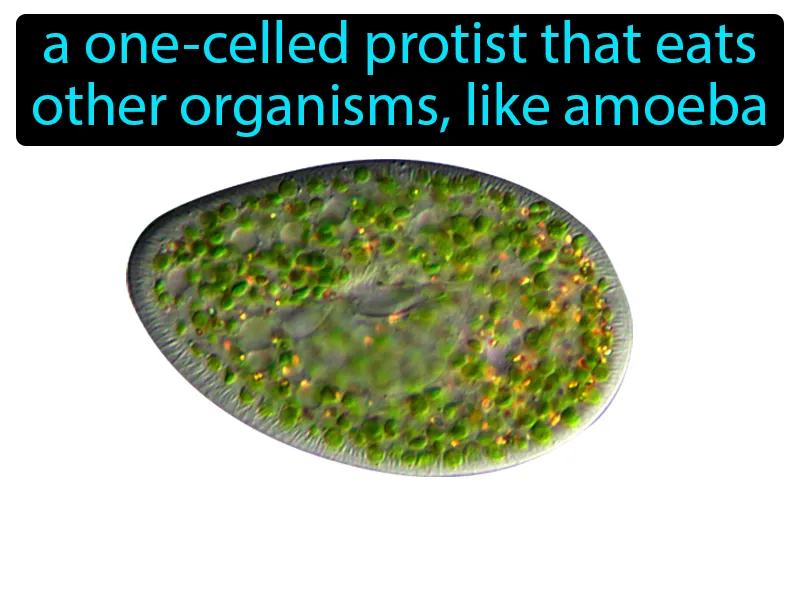 a one-celled protist that eats
other organisms, like amoeba